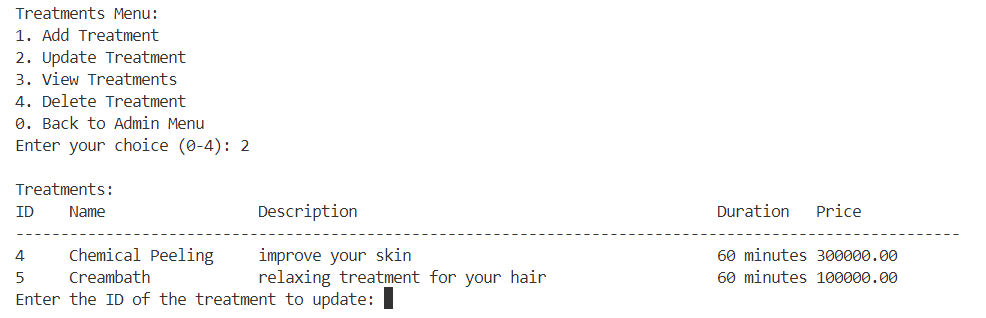 Treatments Menu:
1. Add Treatment
2. Update Treatment
3. View Treatments
4. Delete Treatment
0. Back to Admin Menu
Enter your choice (0-4): 2

Treatments:
ID    Name                 Description                                        Duration   Price
---------------------------------------------------------------------------------------------------------
4     Chemical Peeling     improve your skin                                  60 minutes 300000.00
5     Creambath            relaxing treatment for your hair                   60 minutes 100000.00
Enter the ID of the treatment to update: